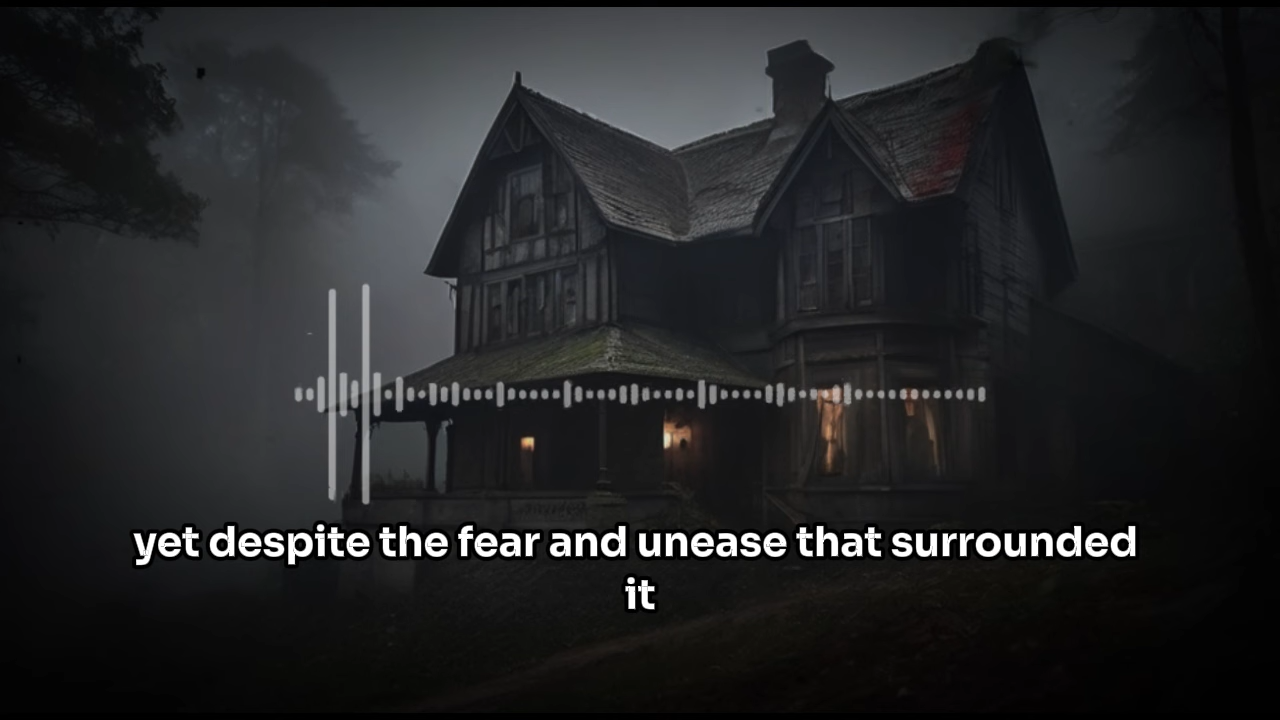 yet despite the fear and unease that surrounded
it